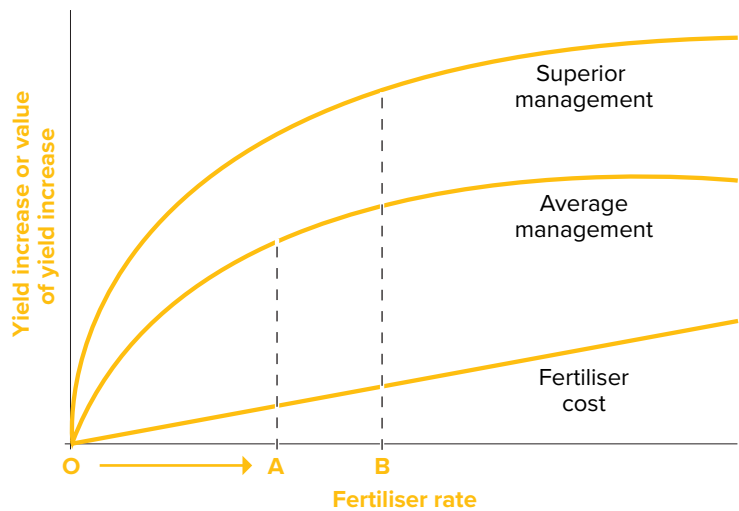 Yield increase or value
of yield increase
Superior
management
Average
management
Fertiliser
cost
O
A
B
Fertiliser rate